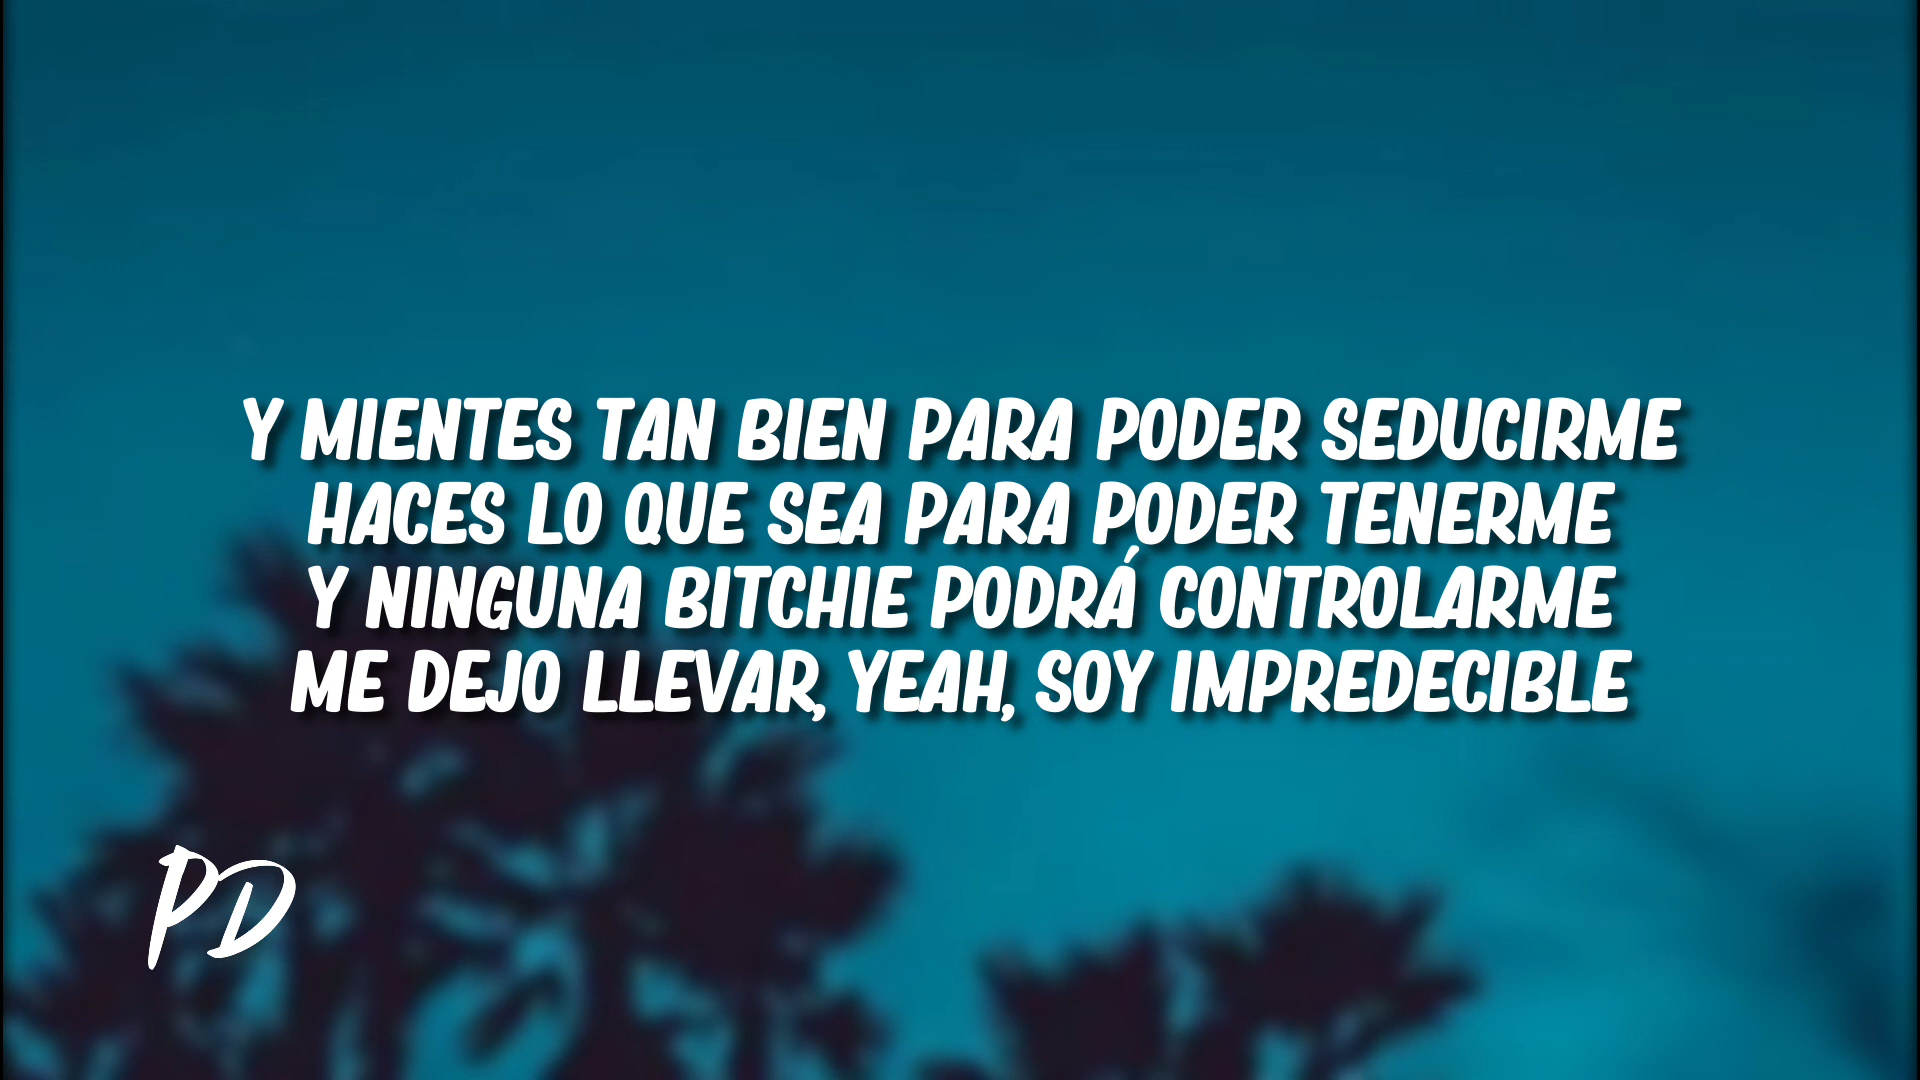 Y MIENTES TAN BIEN PARA PODER SEDUCIRME
HACES LO QUE SEA PARA PODER TENERME
Y NINGUNA BITCHIE PODRÁ CONTROLARME
ME DEJO LLEVAR, YEAH, SOY IMPREDECIBLE
PD